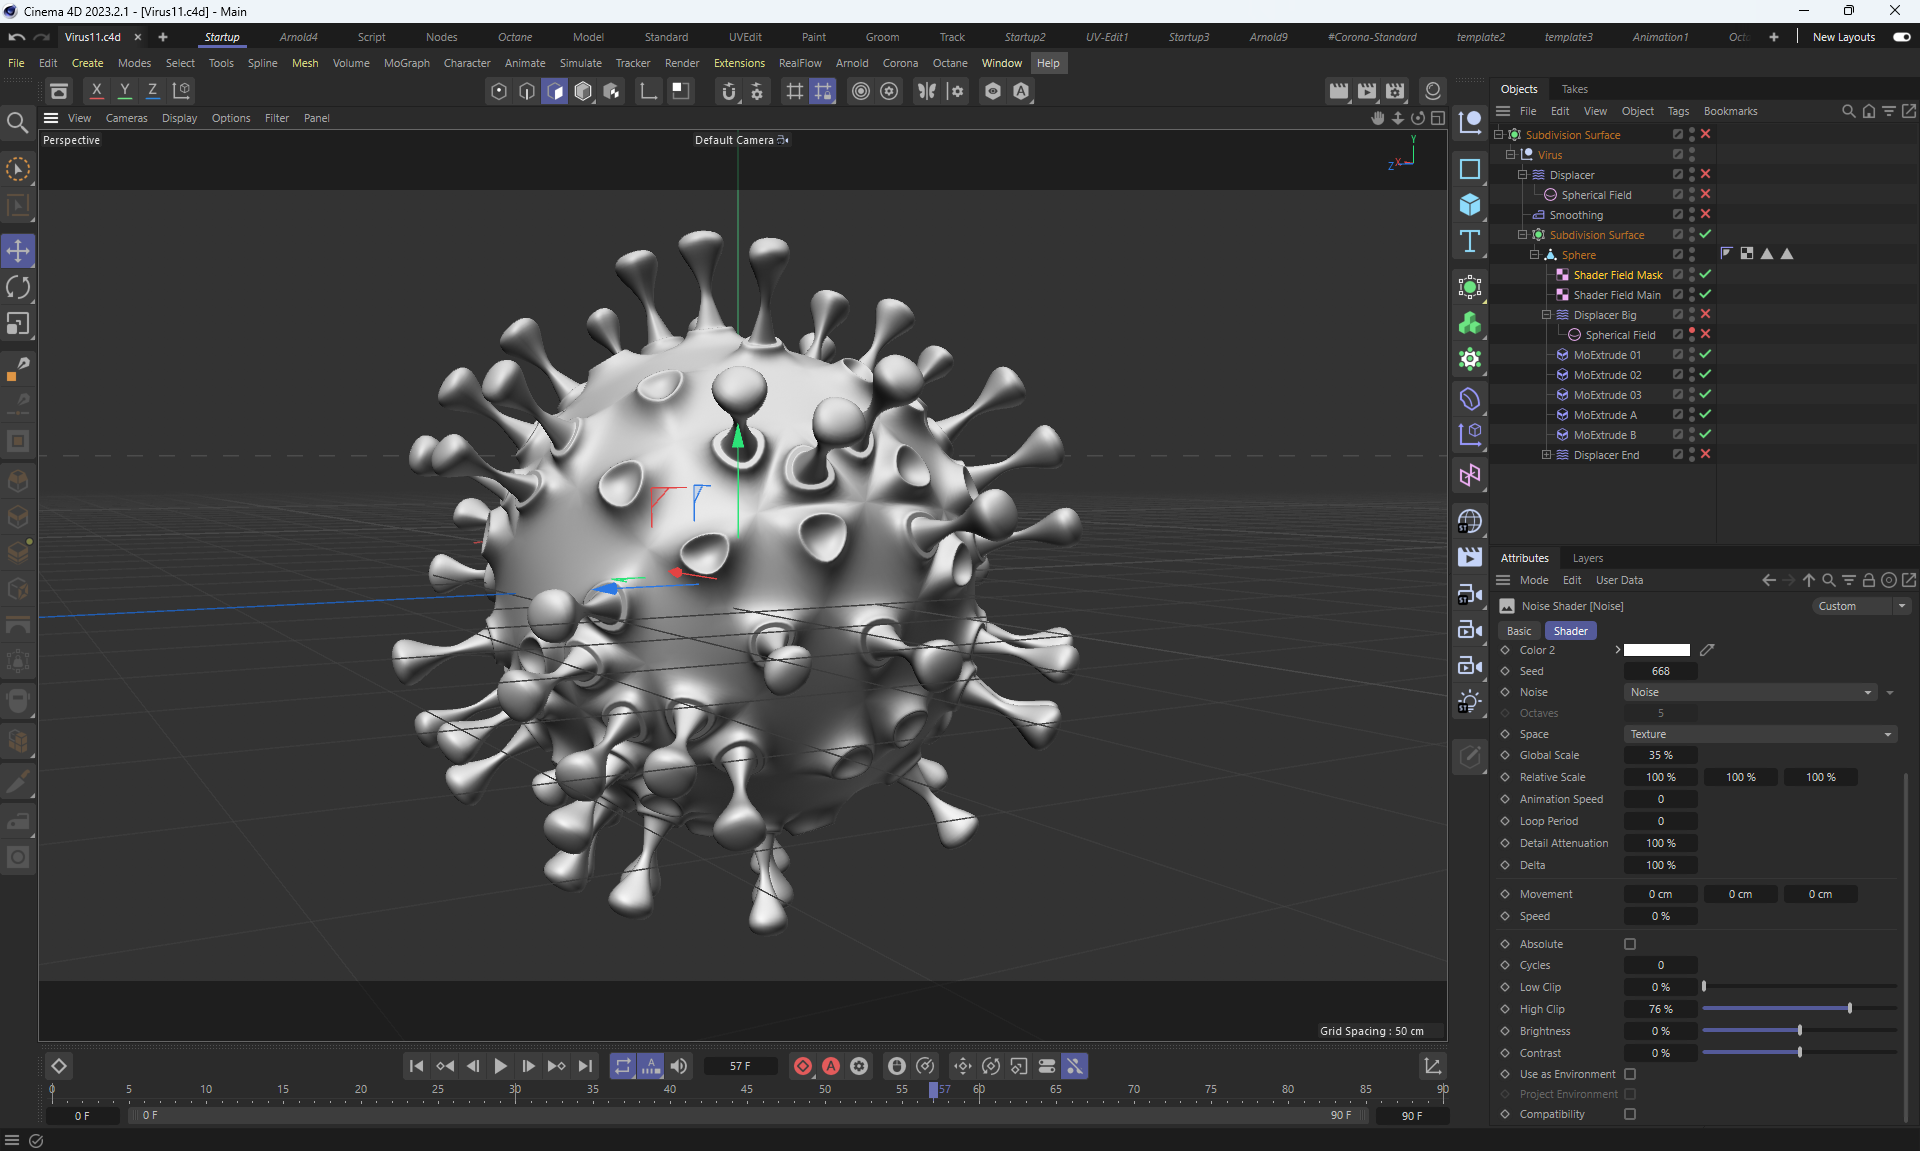 Cinema 4D 2023.2.1 - [Virus11.c4d] - Main
Virus11.c4d × + Startup Arnold4 Script Nodes Octane Model Standard UVEdit Paint Groom Track Startup2 UV-Edit1 Startup3 Arnold9 #Corona-Standard template2 template3 Animation1 + New Layouts
File Edit Create Modes Select Tools Spline Mesh Volume MoGraph Character Animate Simulate Tracker Render Extensions RealFlow Arnold Corona Octane Window Help
X Y Z
View Cameras Display Options Filter Panel
Perspective
Default Camera
Y
X
Z
Grid Spacing : 50 cm
57 F
0 5 10 15 20 25 30 35 40 45 50 55 57 60 65 70 75 80 85 90
0 F 0 F 90 F 90 F
Objects Takes
File Edit View Object Tags Bookmarks
Subdivision Surface
Virus
Displacer
Spherical Field
Smoothing
Subdivision Surface
Sphere
Shader Field Mask
Shader Field Main
Displacer Big
Spherical Field
MoExtrude 01
MoExtrude 02
MoExtrude 03
MoExtrude A
MoExtrude B
Displacer End
Attributes Layers
Mode Edit User Data
Noise Shader [Noise] Custom
Basic Shader
Color 2
Seed 668
Noise Noise
Octaves 5
Space Texture
Global Scale 35 %
Relative Scale 100 % 100 % 100 %
Animation Speed 0
Loop Period 0
Detail Attenuation 100 %
Delta 100 %
Movement 0 cm 0 cm 0 cm
Speed 0 %
Absolute
Cycles 0
Low Clip 0 %
High Clip 76 %
Brightness 0 %
Contrast 0 %
Use as Environment
Project Environment
Compatibility